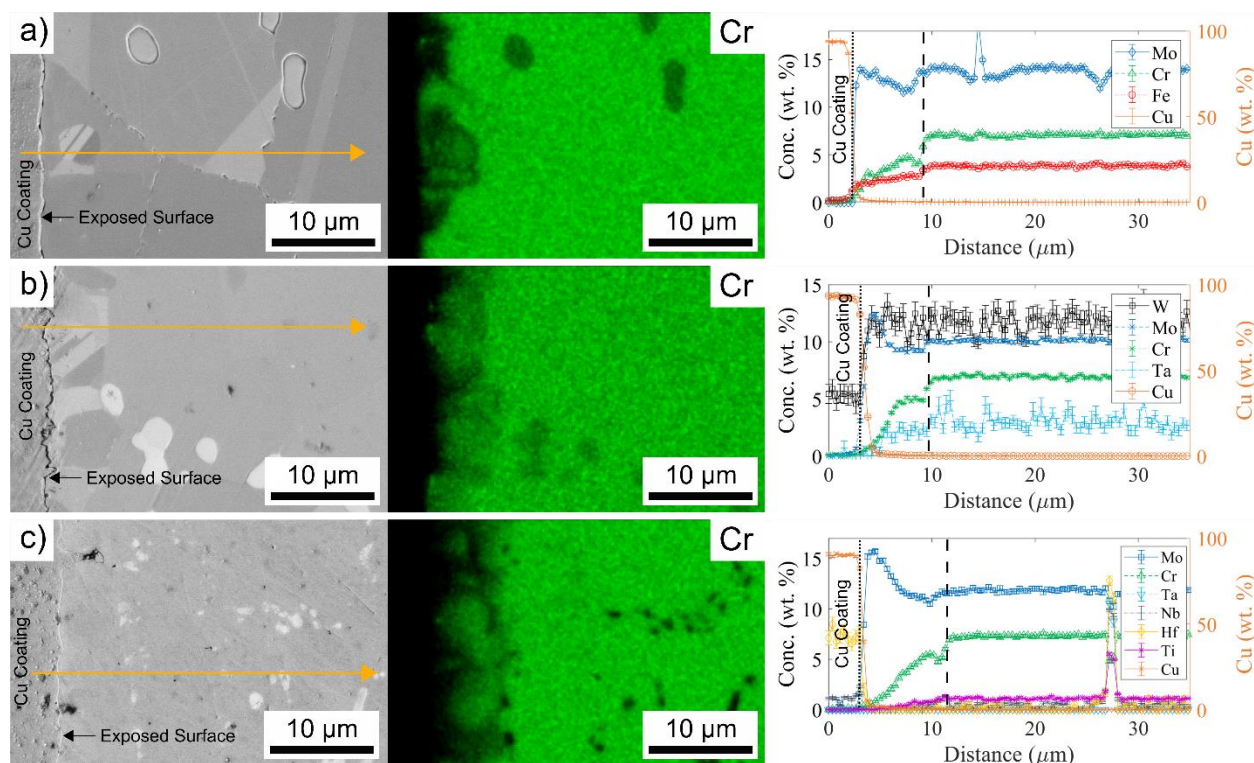 a)
Cu Coating
Exposed Surface
10 µm
Cr
10 µm
Conc. (wt. %)
15
10
5
0
Cu Coating
Mo
Cr
Fe
Cu
100
50
0
Cu (wt. %)
0 10 20 30
Distance (µm)
b)
Cu Coating
Exposed Surface
10 µm
Cr
10 µm
Conc. (wt. %)
15
10
5
0
Cu Coating
W
Mo
Cr
Ta
Cu
100
50
0
Cu (wt. %)
0 10 20 30
Distance (µm)
c)
Cu Coating
Exposed Surface
10 µm
Cr
10 µm
Conc. (wt. %)
15
10
5
0
Cu Coating
Mo
Cr
Ta
Nb
Hf
Ti
Cu
100
50
0
Cu (wt. %)
0 10 20 30
Distance (µm)